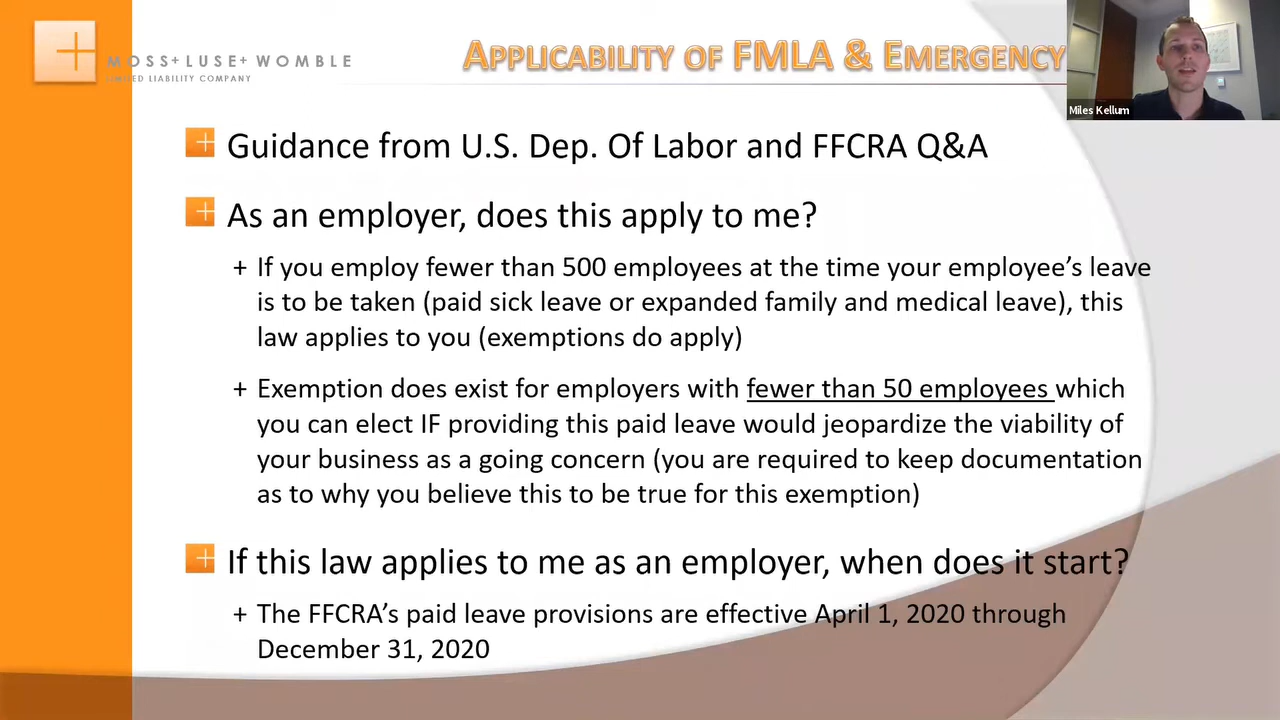 MOSS+LUSE+WOMBLE
LIMITED LIABILITY COMPANY
APPLICABILITY OF FMLA & EMERGENCY
Miles Kellum
Guidance from U.S. Dep. Of Labor and FFCRA Q&A
As an employer, does this apply to me?
+ If you employ fewer than 500 employees at the time your employee’s leave
is to be taken (paid sick leave or expanded family and medical leave), this
law applies to you (exemptions do apply)
+ Exemption does exist for employers with fewer than 50 employees which
you can elect IF providing this paid leave would jeopardize the viability of
your business as a going concern (you are required to keep documentation
as to why you believe this to be true for this exemption)
If this law applies to me as an employer, when does it start?
+ The FFCRA’s paid leave provisions are effective April 1, 2020 through
December 31, 2020